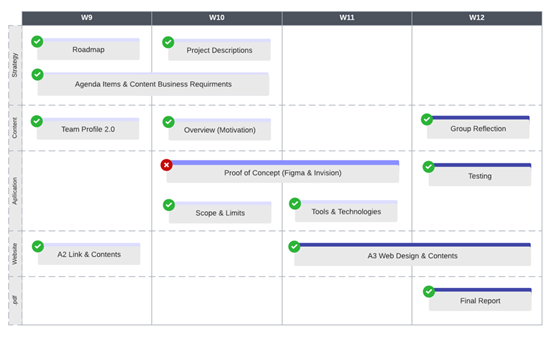 W9
W10
W11
W12
Strategy
Roadmap
Project Descriptions
Agenda Items & Content Business Requirments
Content
Team Profile 2.0
Overview (Motivation)
Group Reflection
Apllication
Proof of Concept (Figma & Invision)
Testing
Scope & Limits
Tools & Technologies
Website
A2 Link & Contents
A3 Web Design & Contents
.pdf
Final Report